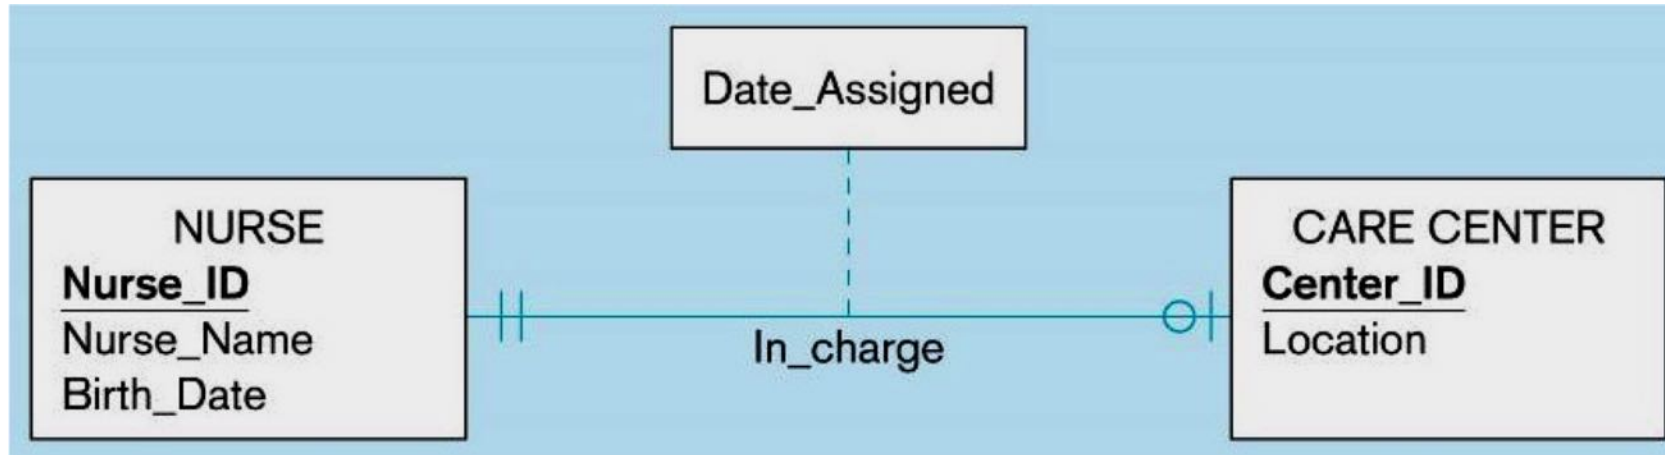 Date_Assigned
NURSE
Nurse_ID
Nurse_Name
Birth_Date
In_charge
CARE CENTER
Center_ID
Location